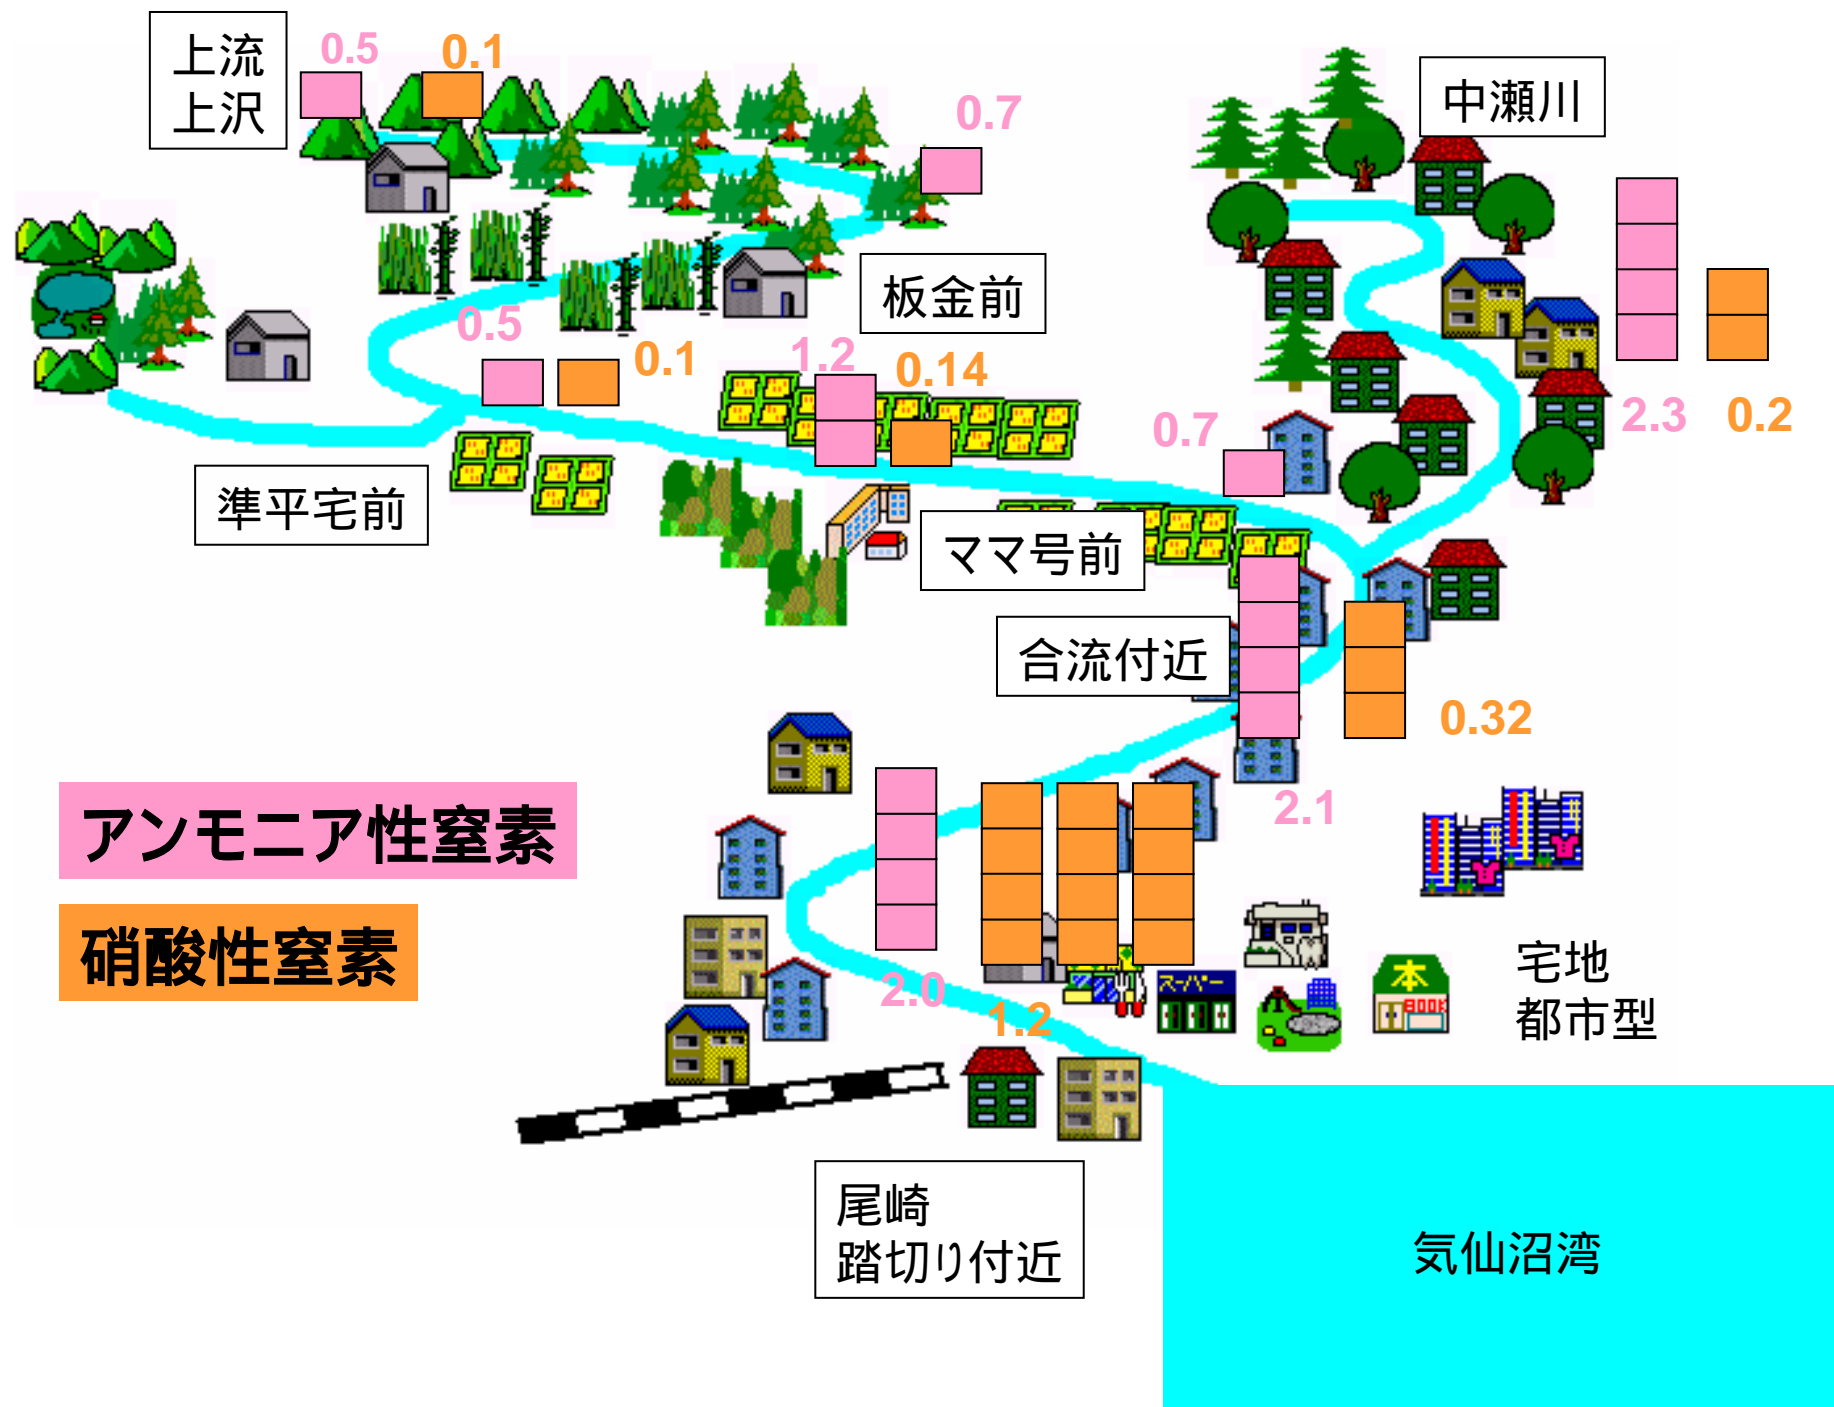 上流
上沢
0.5
0.1
0.7
中瀬川
板金前
0.5
0.1
1.2
0.14
2.3
0.2
0.7
準平宅前
ママ号前
合流付近
0.32
2.1
アンモニア性窒素
硝酸性窒素
2.0
1.2
スーパー
本
BOOK
宅地
都市型
尾崎
踏切り付近
気仙沼湾